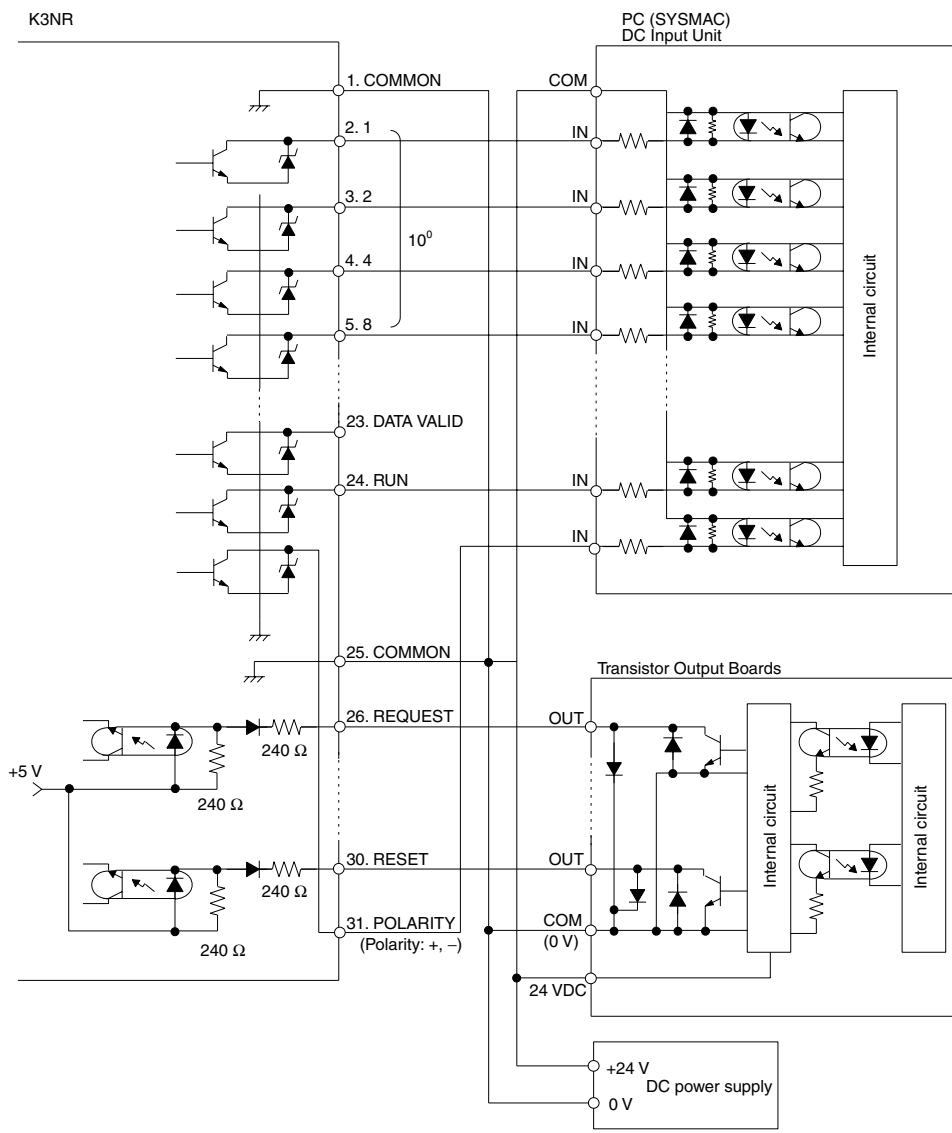 K3NR
PC (SYSMAC)
DC Input Unit
1. COMMON
COM
2. 1
IN
3. 2
IN
10⁰
4. 4
IN
5. 8
IN
Internal circuit
23. DATA VALID
24. RUN
IN
IN
25. COMMON
Transistor Output Boards
26. REQUEST
OUT
240 Ω
+5 V
240 Ω
Internal circuit
Internal circuit
30. RESET
OUT
240 Ω
31. POLARITY
(Polarity: +, −)
COM
(0 V)
240 Ω
24 VDC
+24 V
DC power supply
0 V